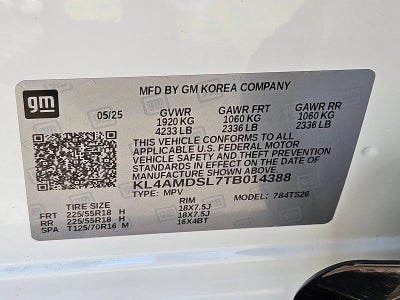 MFD BY GM KOREA COMPANY
gm
05/25 GVWR GAWR FRT GAWR RR
1920 KG 1060 KG 1060 KG
4233 LB 2336 LB 2336 LB
THIS VEHICLE CONFORMS TO ALL
APPLICABLE U.S. FEDERAL MOTOR
VEHICLE SAFETY AND THEFT PREVENTION
STANDARDS IN EFFECT ON THE DATE OF
MANUFACTURE SHOWN ABOVE.
KL4AMDSL7TB014388
TYPE: MPV MODEL: 784TS26
TIRE SIZE RIM
FRT 225/55R18 H 18X7.5J
RR 225/55R18 H 18X7.5J
SPA T125/70R16 M 16X4BT